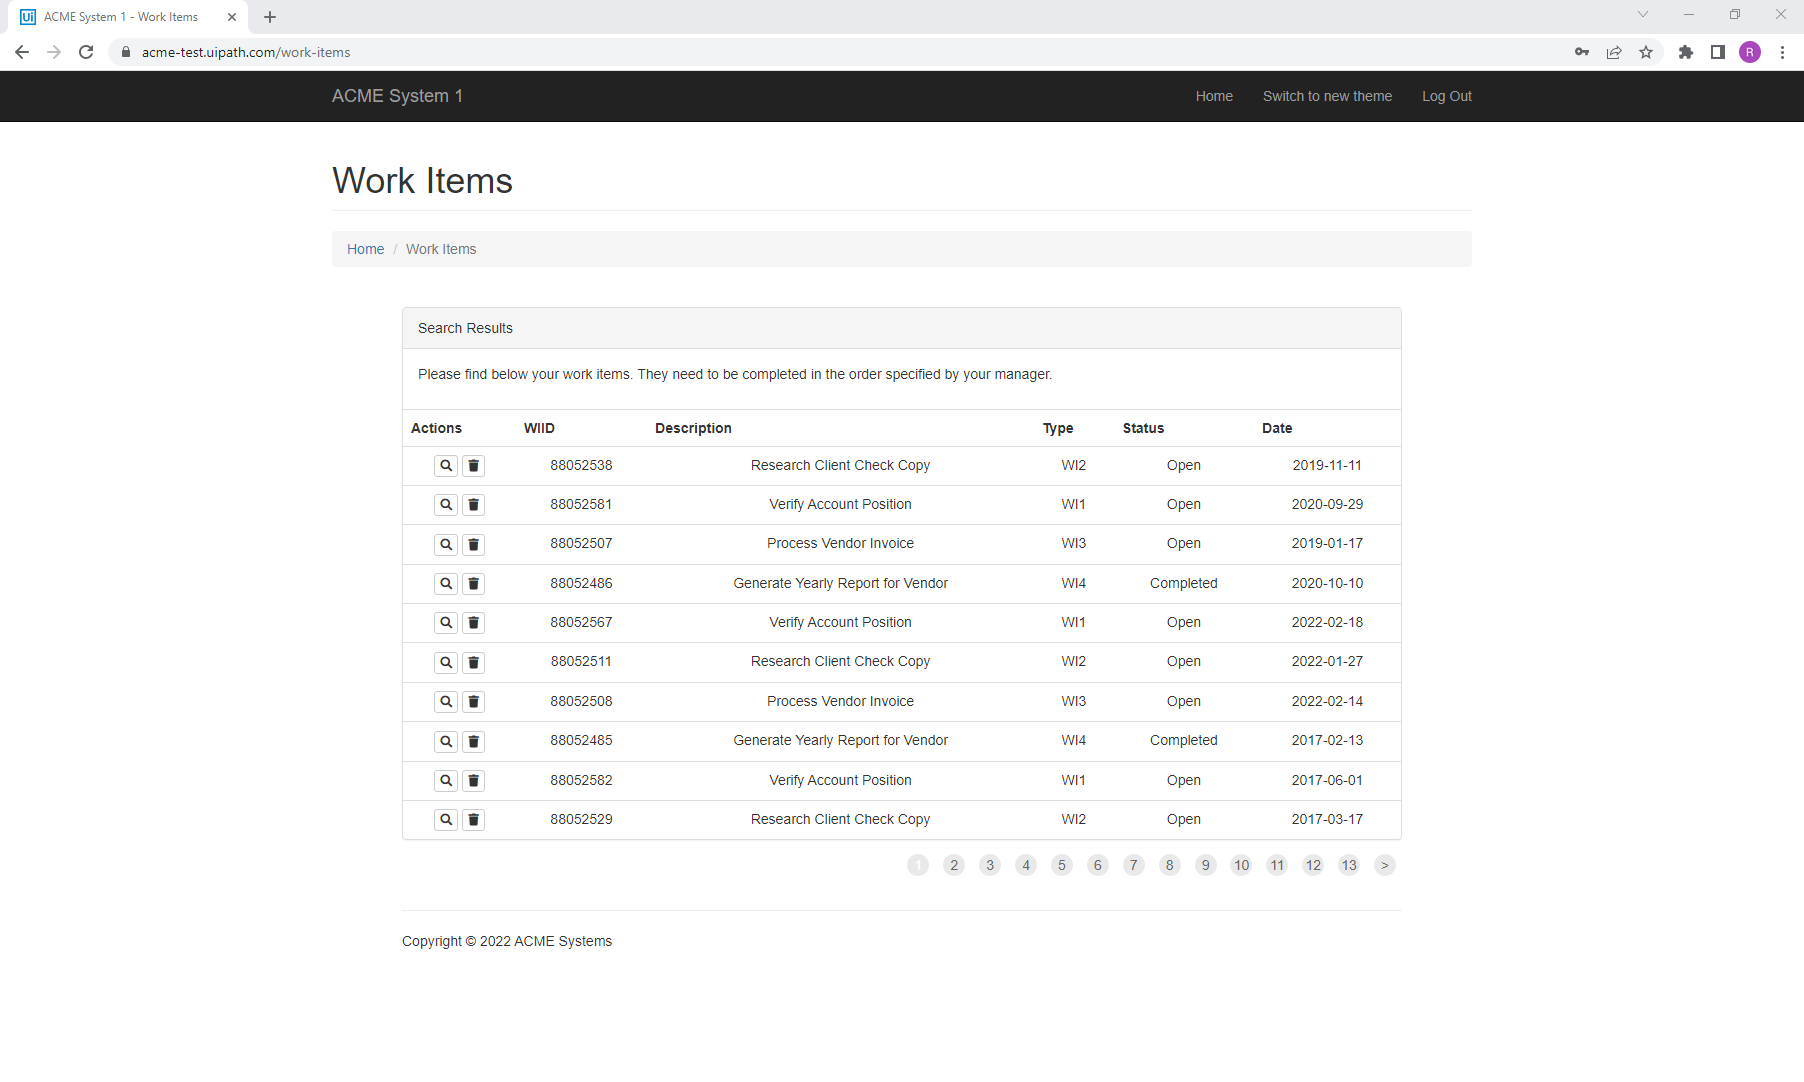 ACME System 1 - Work Items
acme-test.uipath.com/work-items
R
ACME System 1 Home Switch to new theme Log Out
Work Items
Home / Work Items
Search Results
Please find below your work items. They need to be completed in the order specified by your manager.
Actions WIID Description Type Status Date
88052538 Research Client Check Copy WI2 Open 2019-11-11
88052581 Verify Account Position WI1 Open 2020-09-29
88052507 Process Vendor Invoice WI3 Open 2019-01-17
88052486 Generate Yearly Report for Vendor WI4 Completed 2020-10-10
88052567 Verify Account Position WI1 Open 2022-02-18
88052511 Research Client Check Copy WI2 Open 2022-01-27
88052508 Process Vendor Invoice WI3 Open 2022-02-14
88052485 Generate Yearly Report for Vendor WI4 Completed 2017-02-13
88052582 Verify Account Position WI1 Open 2017-06-01
88052529 Research Client Check Copy WI2 Open 2017-03-17
1 2 3 4 5 6 7 8 9 10 11 12 13 >
Copyright © 2022 ACME Systems